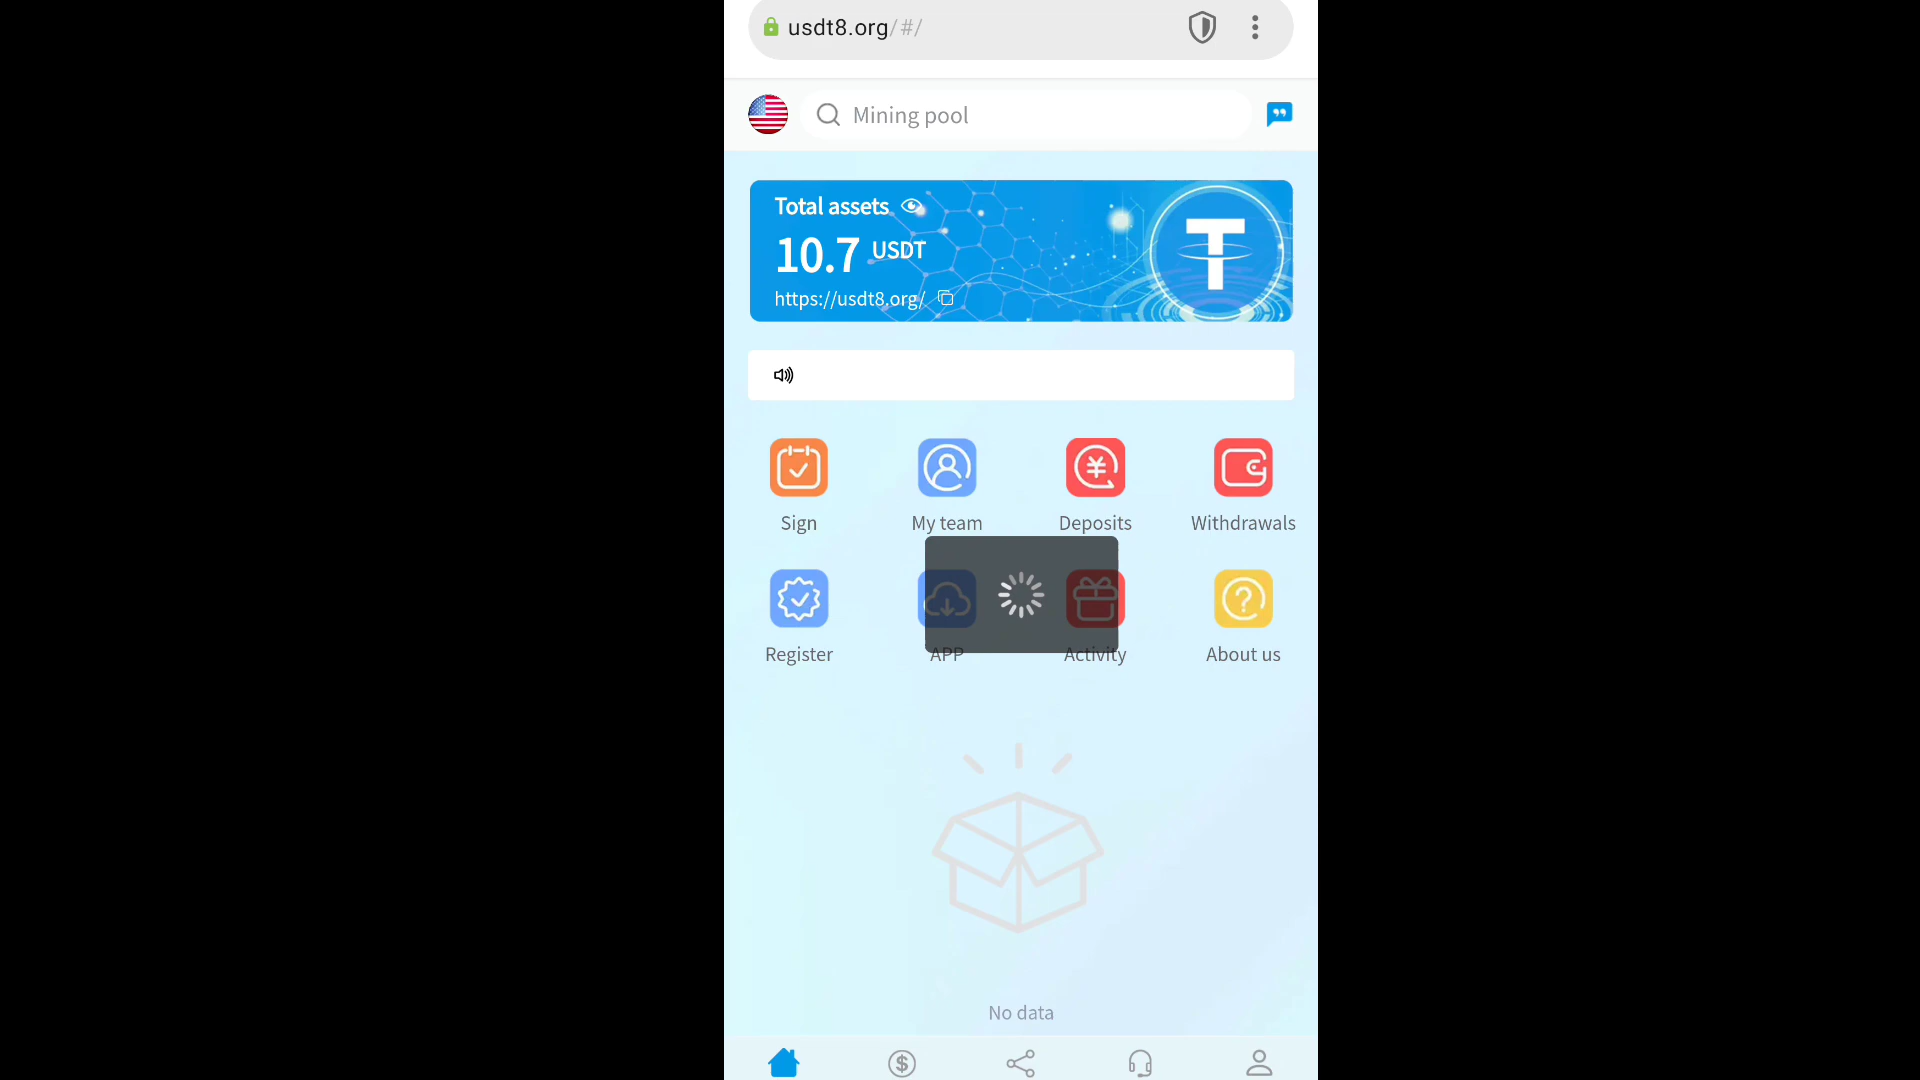 usdt8.org/#/
Mining pool
Total assets
10.7 USDT
https://usdt8.org/
Sign
My team
Deposits
Withdrawals
Register
APP
Activity
About us
No data